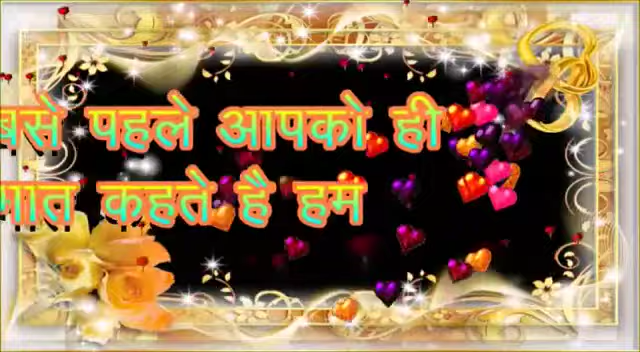 बसे पहले आपको ही
गात कहते है हम